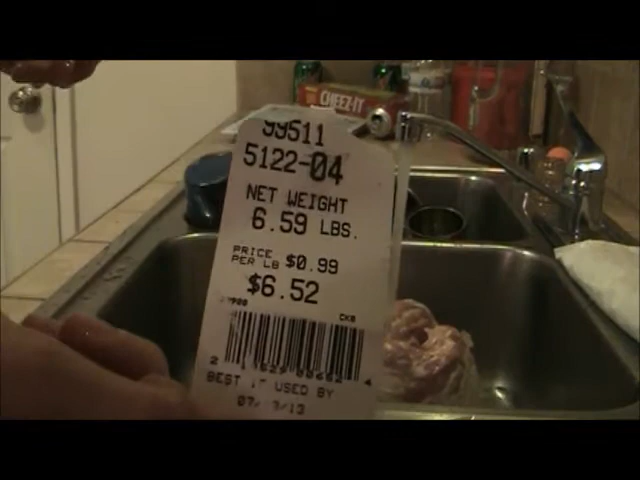 CHEEZ-IT
99511
5122-04
NET WEIGHT
6.59 LBS.
PRICE
PER LB $0.99
$6.52
CKB
BEST IF USED BY